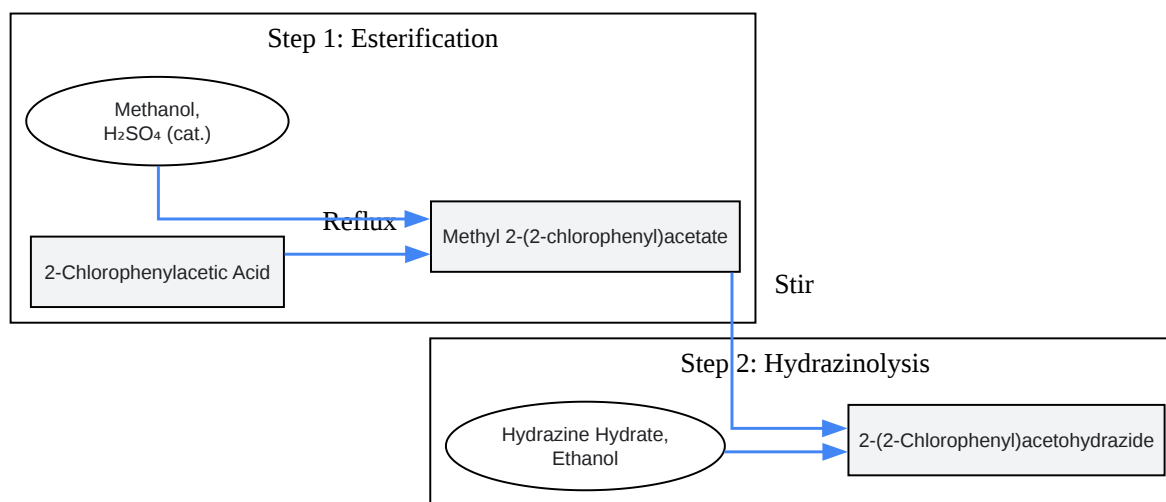 Step 1: Esterification
Methanol,
H₂SO₄ (cat.)
Reflux
Methyl 2-(2-chlorophenyl)acetate
2-Chlorophenylacetic Acid
Stir
Step 2: Hydrazinolysis
Hydrazine Hydrate,
Ethanol
2-(2-Chlorophenyl)acetohydrazide